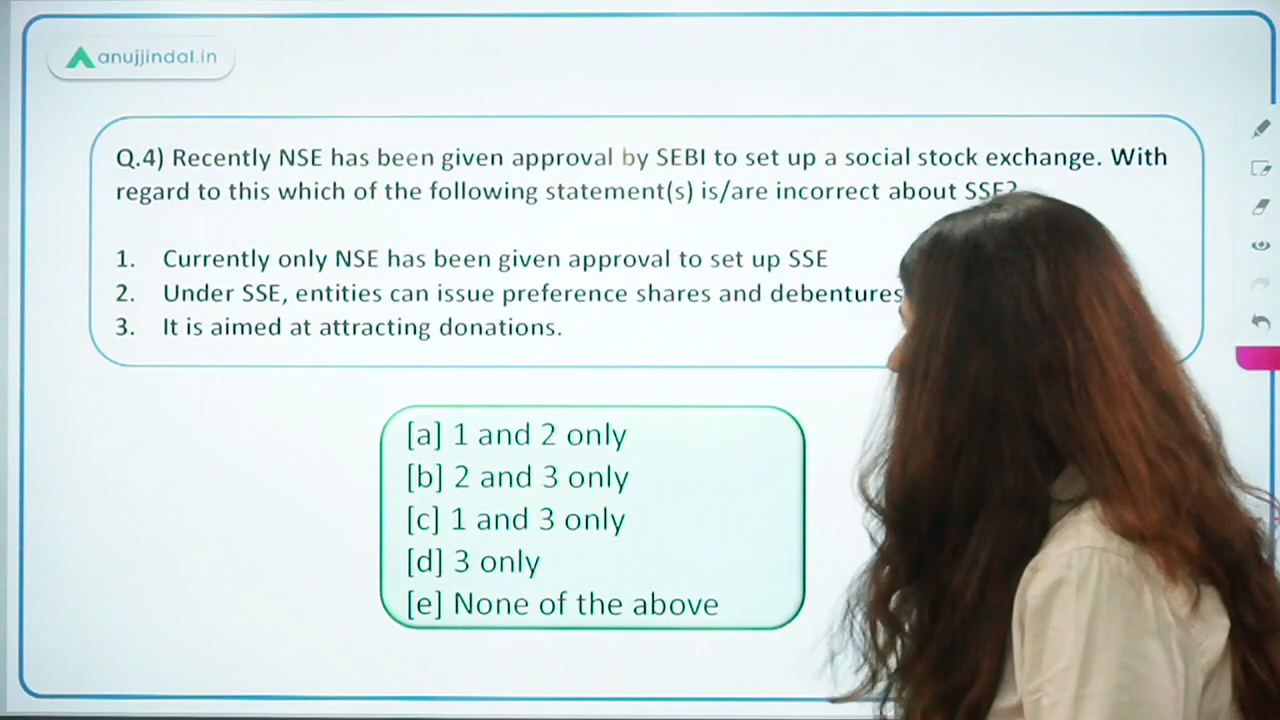 anujjindal.in
Q.4) Recently NSE has been given approval by SEBI to set up a social stock exchange. With
regard to this which of the following statement(s) is/are incorrect about SSE?
1. Currently only NSE has been given approval to set up SSE
2. Under SSE, entities can issue preference shares and debentures
3. It is aimed at attracting donations.
[a] 1 and 2 only
[b] 2 and 3 only
[c] 1 and 3 only
[d] 3 only
[e] None of the above